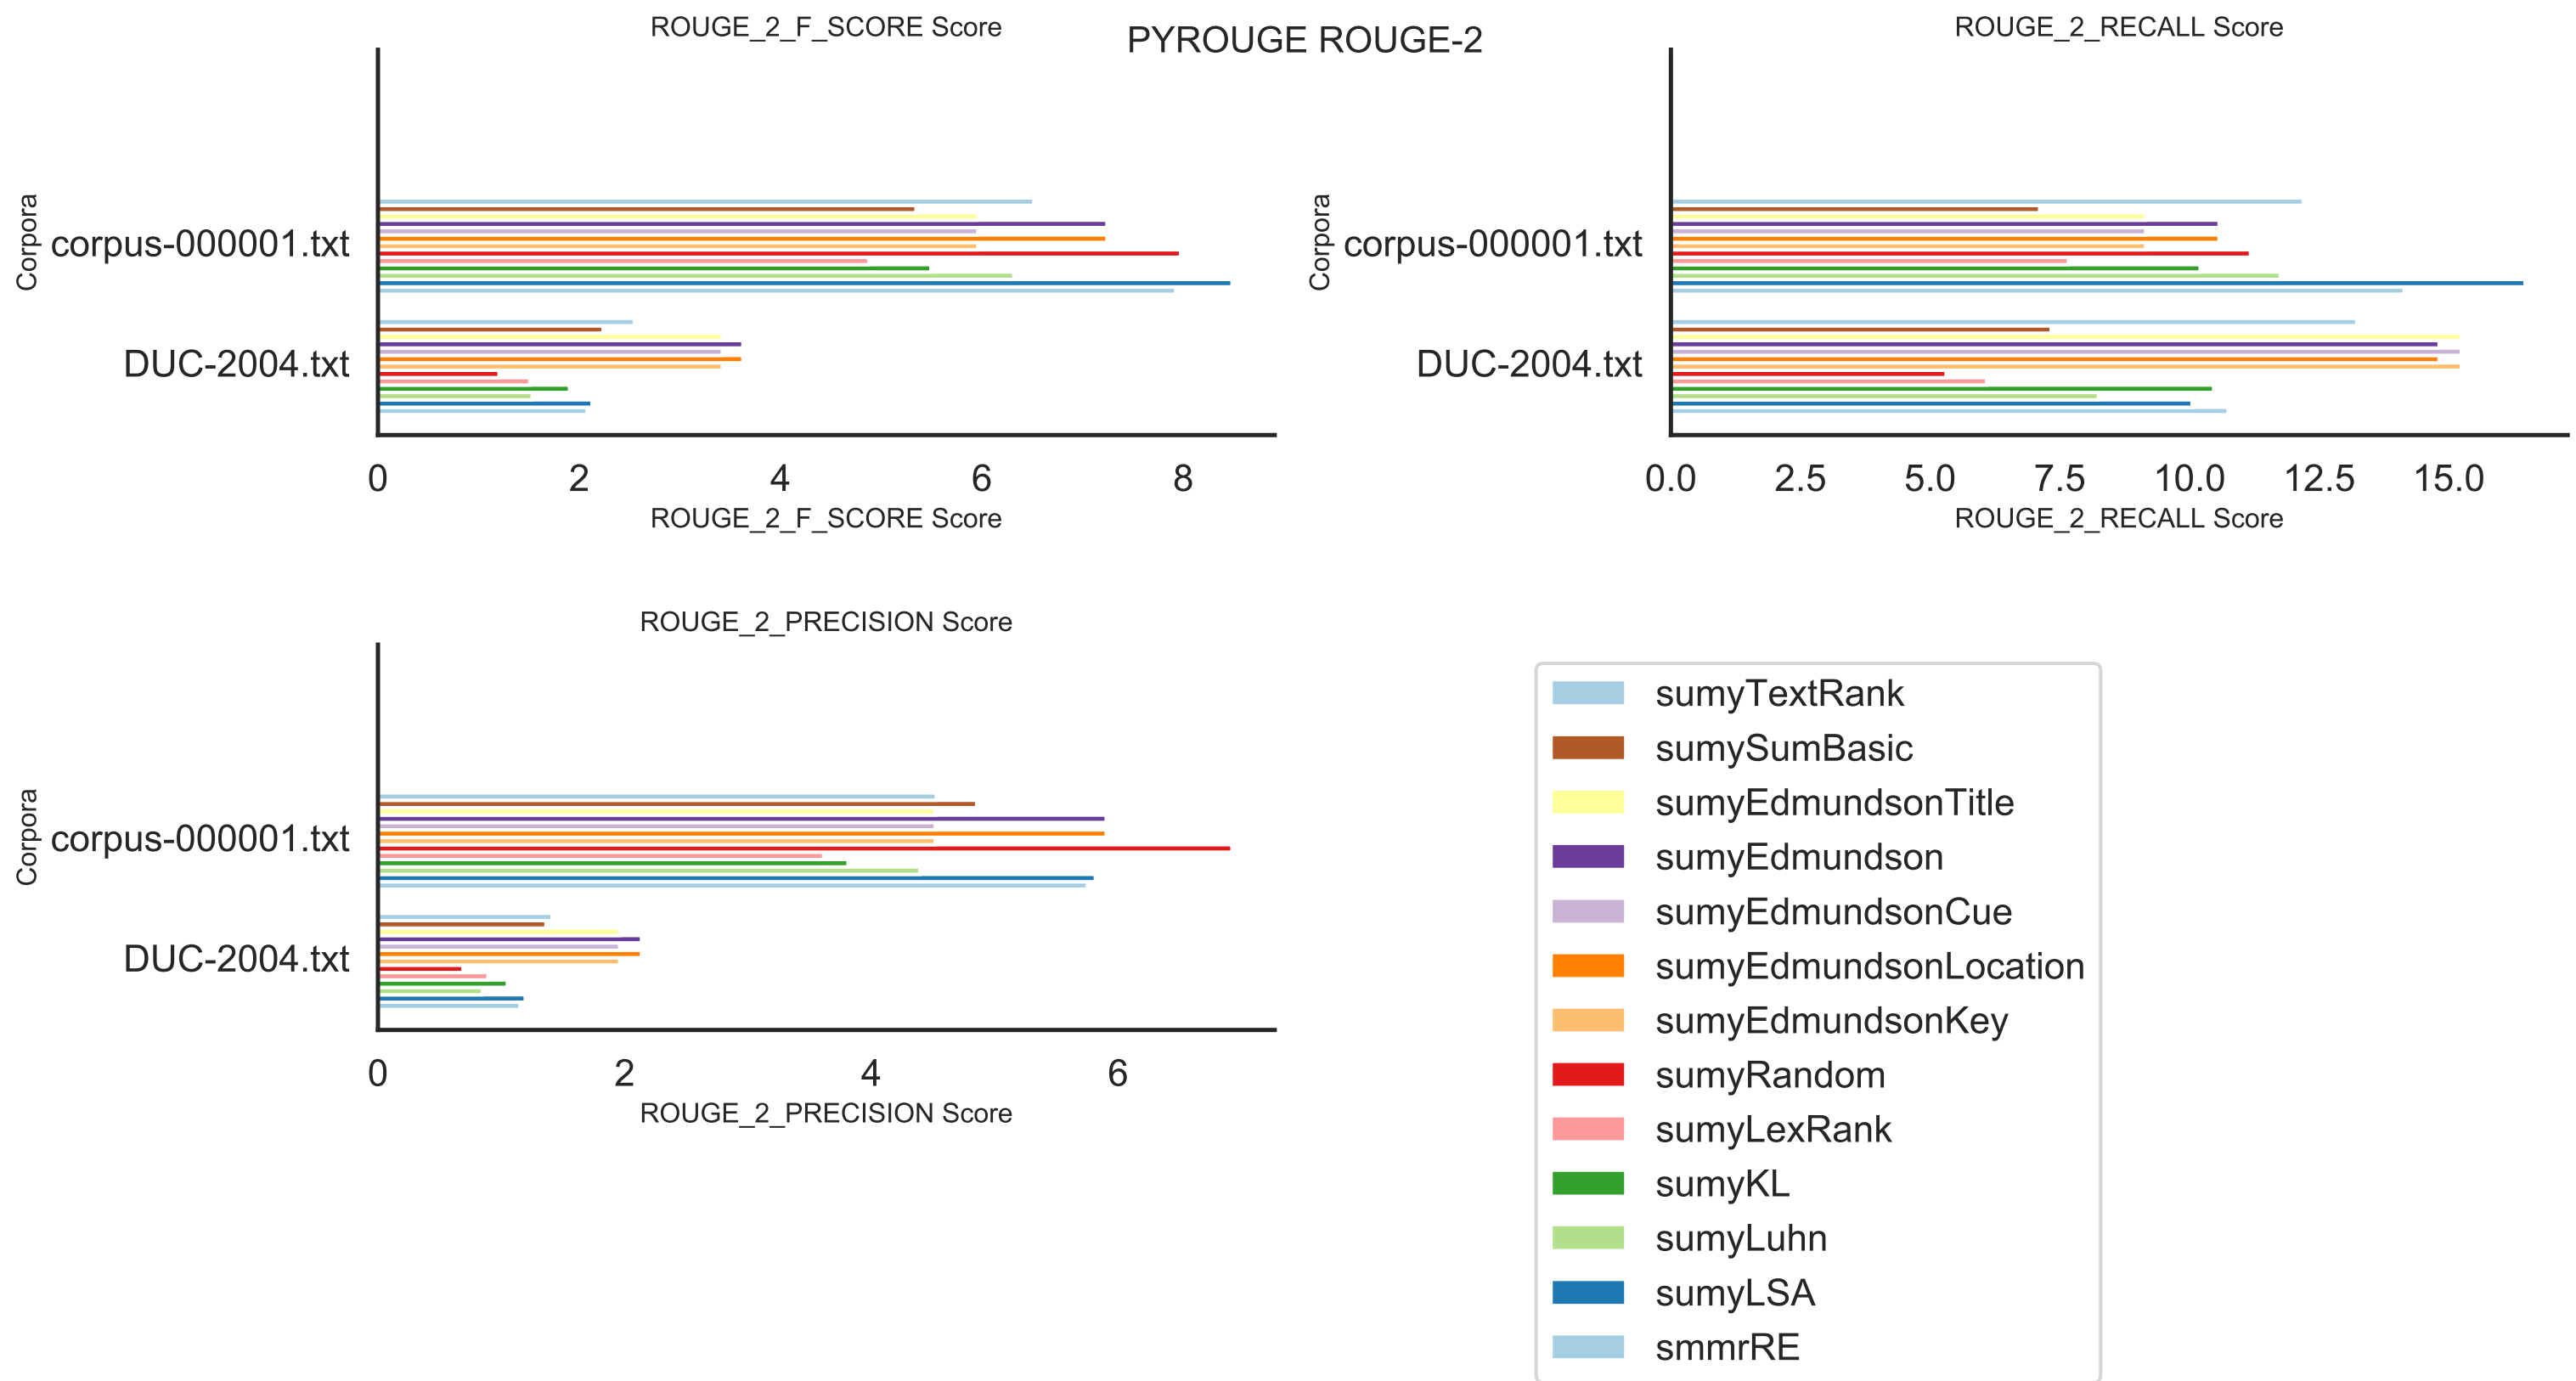 PYROUGE ROUGE-2
ROUGE_2_F_SCORE Score
Corpora
corpus-000001.txt
DUC-2004.txt
0 2 4 6 8
ROUGE_2_F_SCORE Score
ROUGE_2_RECALL Score
Corpora
corpus-000001.txt
DUC-2004.txt
0.0 2.5 5.0 7.5 10.0 12.5 15.0
ROUGE_2_RECALL Score
ROUGE_2_PRECISION Score
Corpora
corpus-000001.txt
DUC-2004.txt
0 2 4 6
ROUGE_2_PRECISION Score
sumyTextRank
sumySumBasic
sumyEdmundsonTitle
sumyEdmundson
sumyEdmundsonCue
sumyEdmundsonLocation
sumyEdmundsonKey
sumyRandom
sumyLexRank
sumyKL
sumyLuhn
sumyLSA
smmrRE